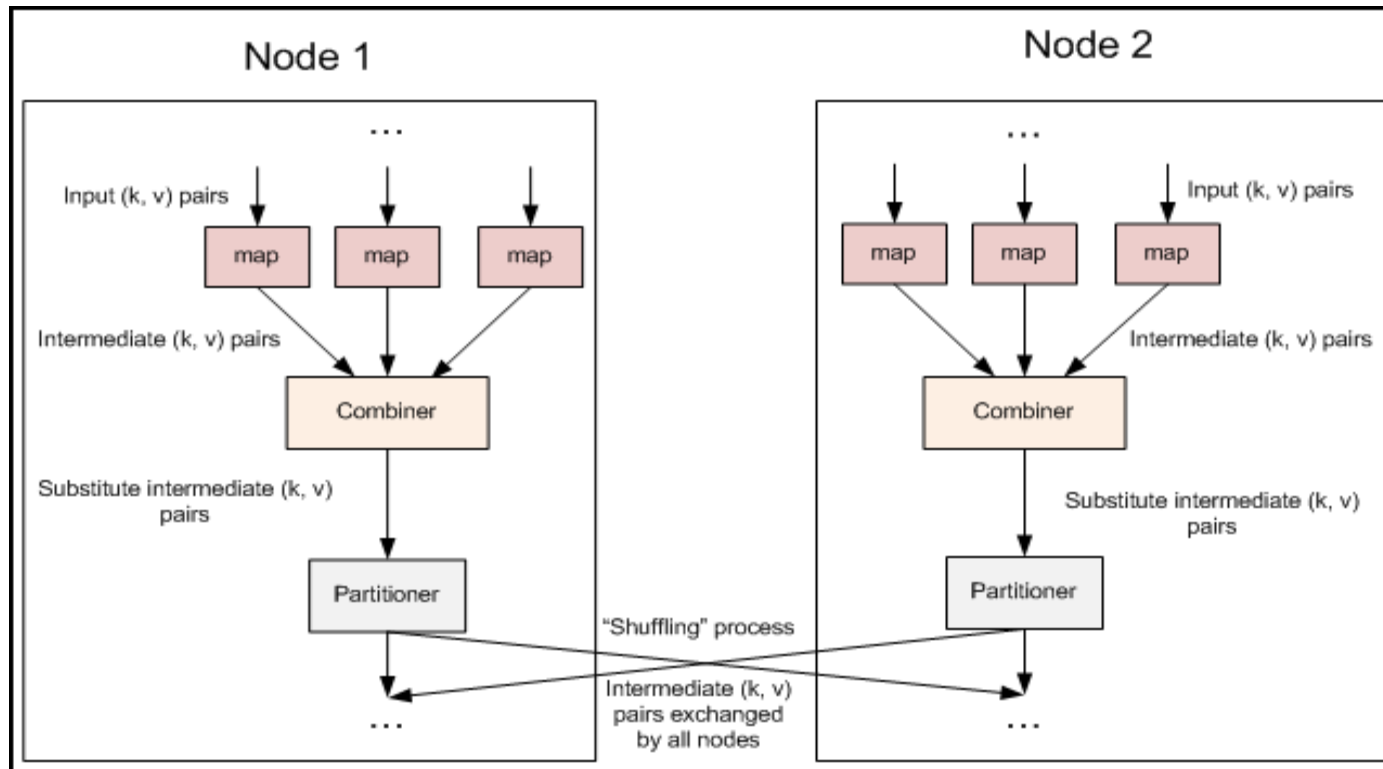 Node 1
Node 2
...
...
Input (k, v) pairs
Input (k, v) pairs
map
map
map
map
map
map
Intermediate (k, v) pairs
Intermediate (k, v) pairs
Combiner
Combiner
Substitute intermediate (k, v)
pairs
Substitute intermediate (k, v)
pairs
Partitioner
Partitioner
“Shuffling” process
Intermediate (k, v)
pairs exchanged
by all nodes
...
...